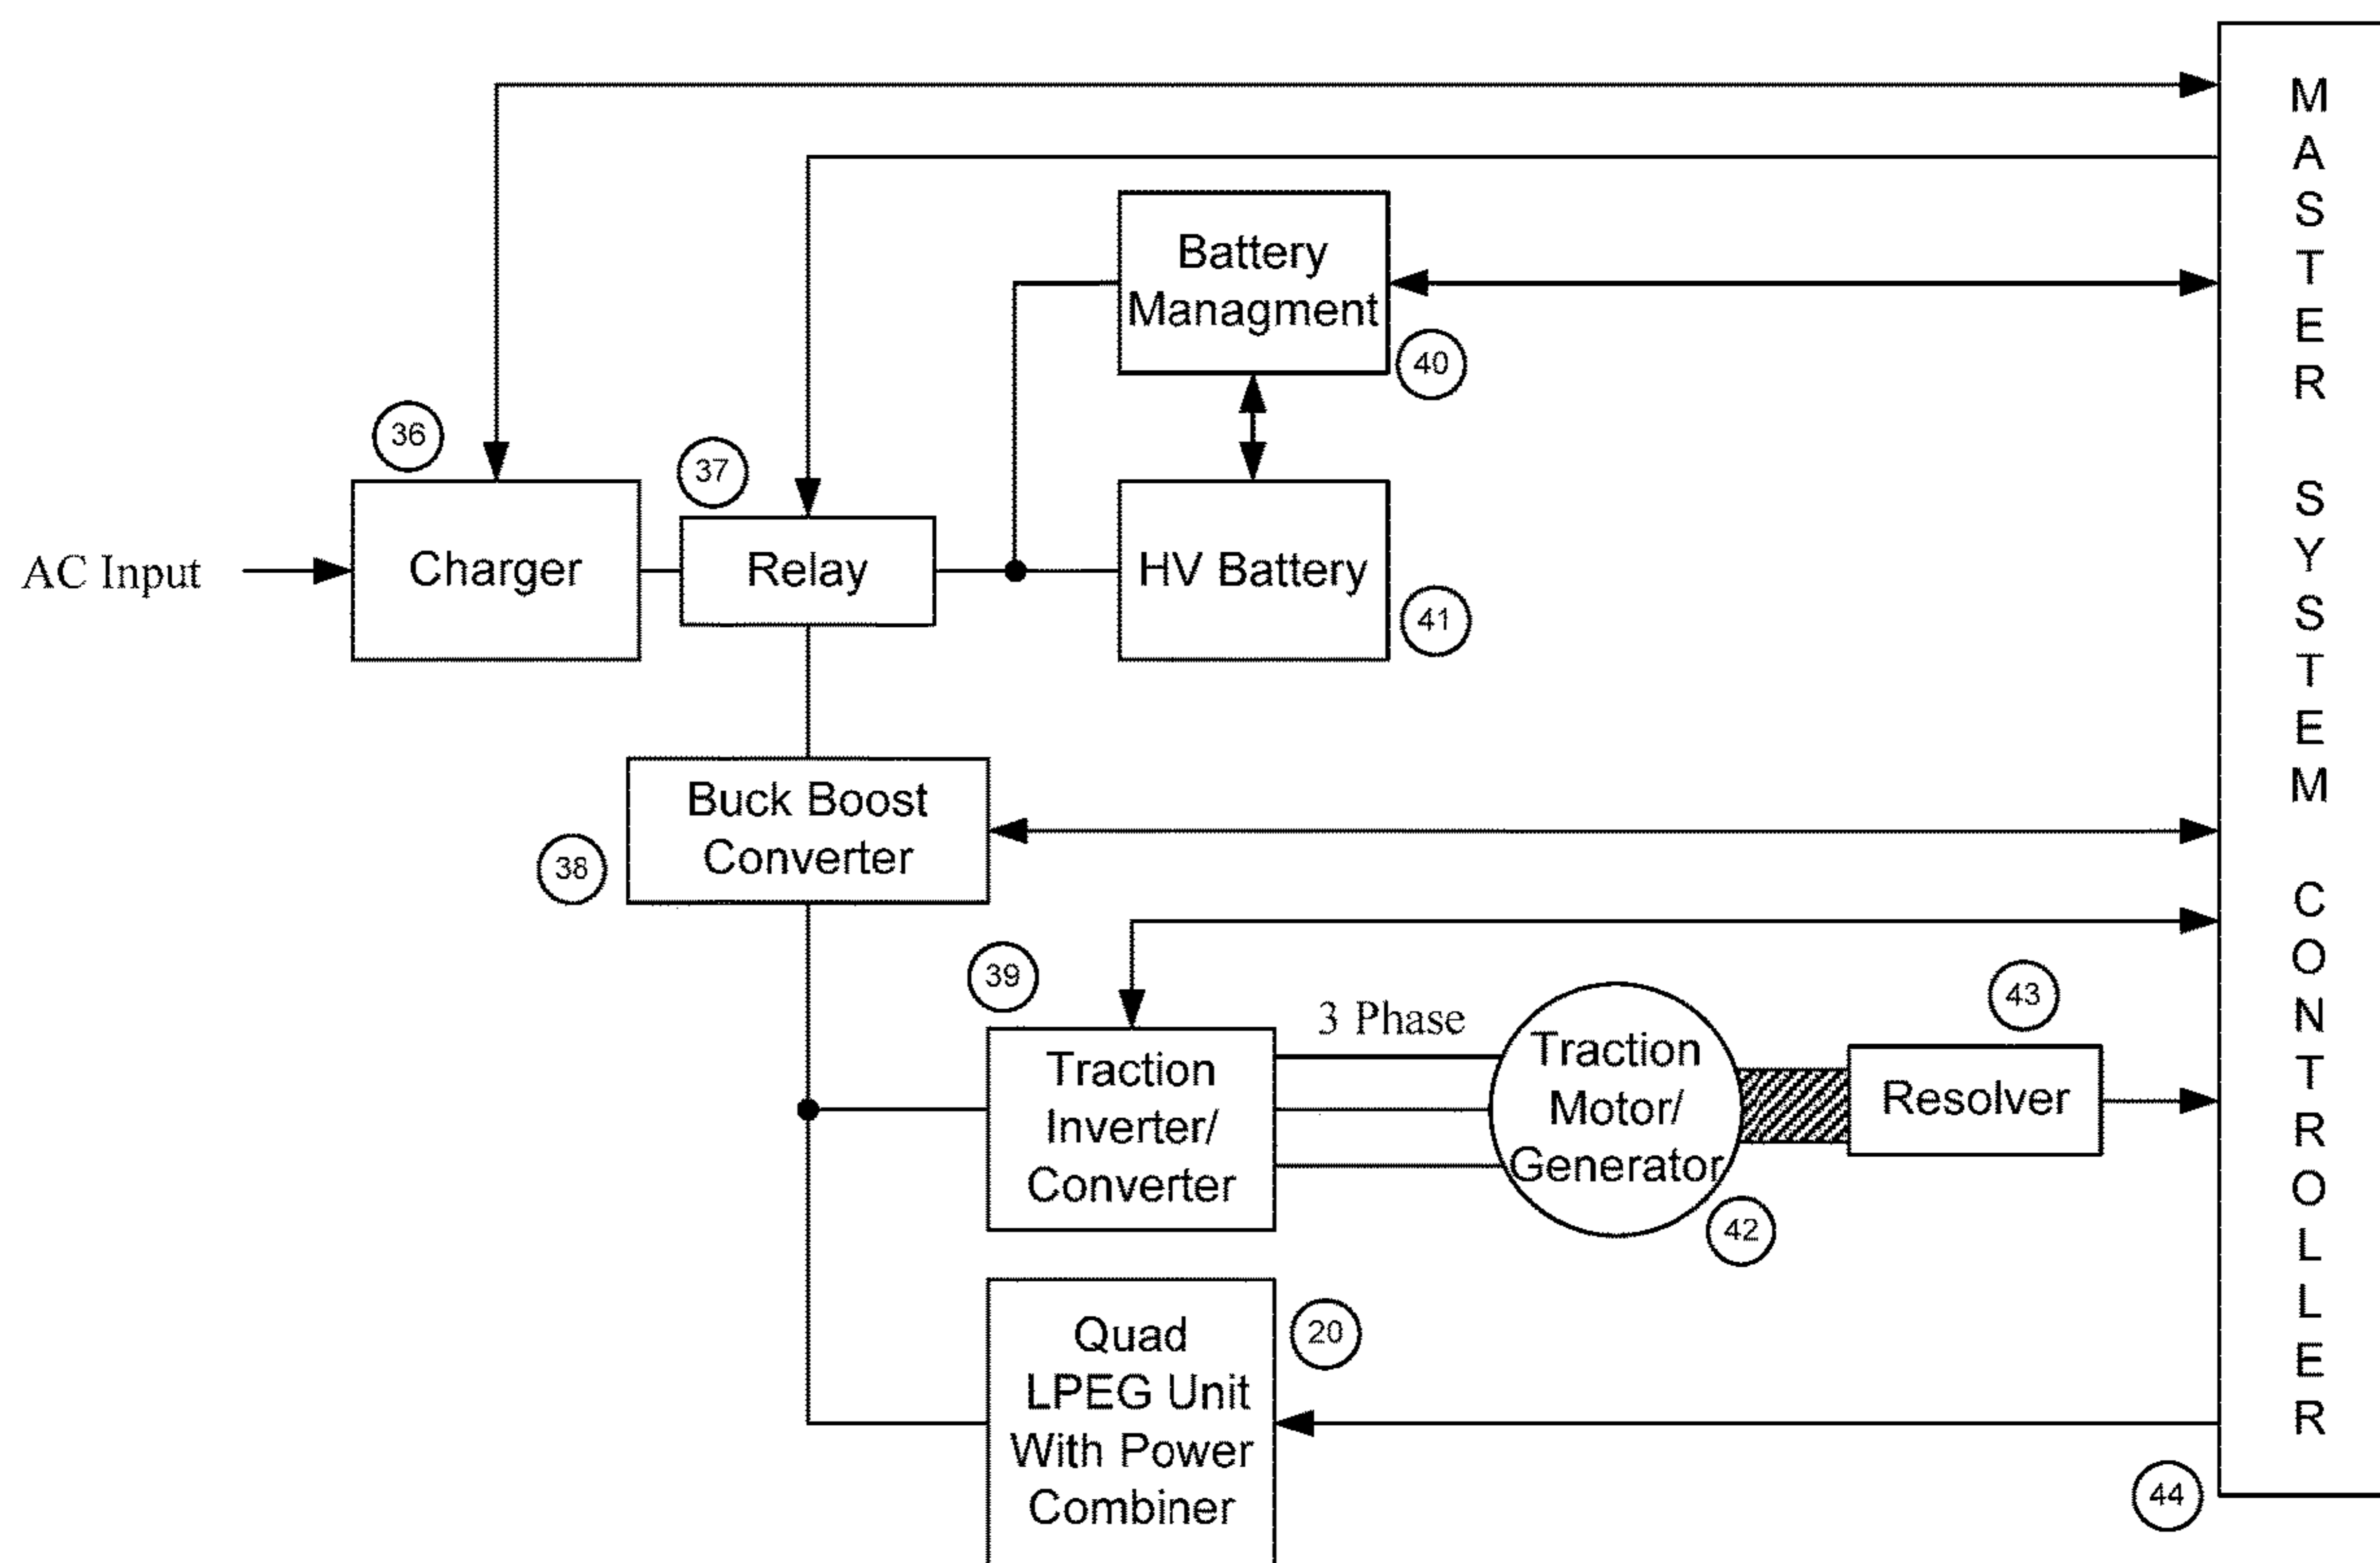 Battery
Managment
40
36
37
AC Input
Charger
Relay
HV Battery
41
Buck Boost
Converter
38
39
3 Phase
43
Traction
Inverter/
Converter
Traction
Motor/
Generator
Resolver
42
Quad
LPEG Unit
With Power
Combiner
20
MASTER SYSTEM CONTROLLER
44